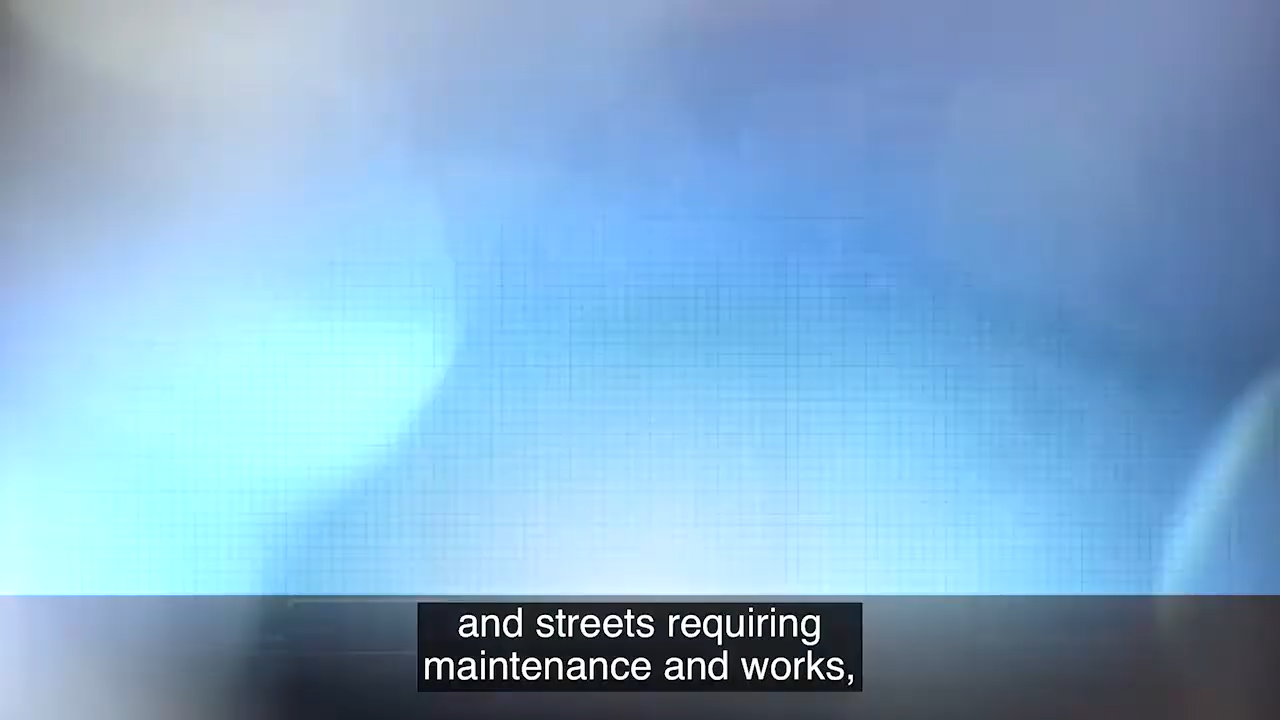 and streets requiring
maintenance and works,